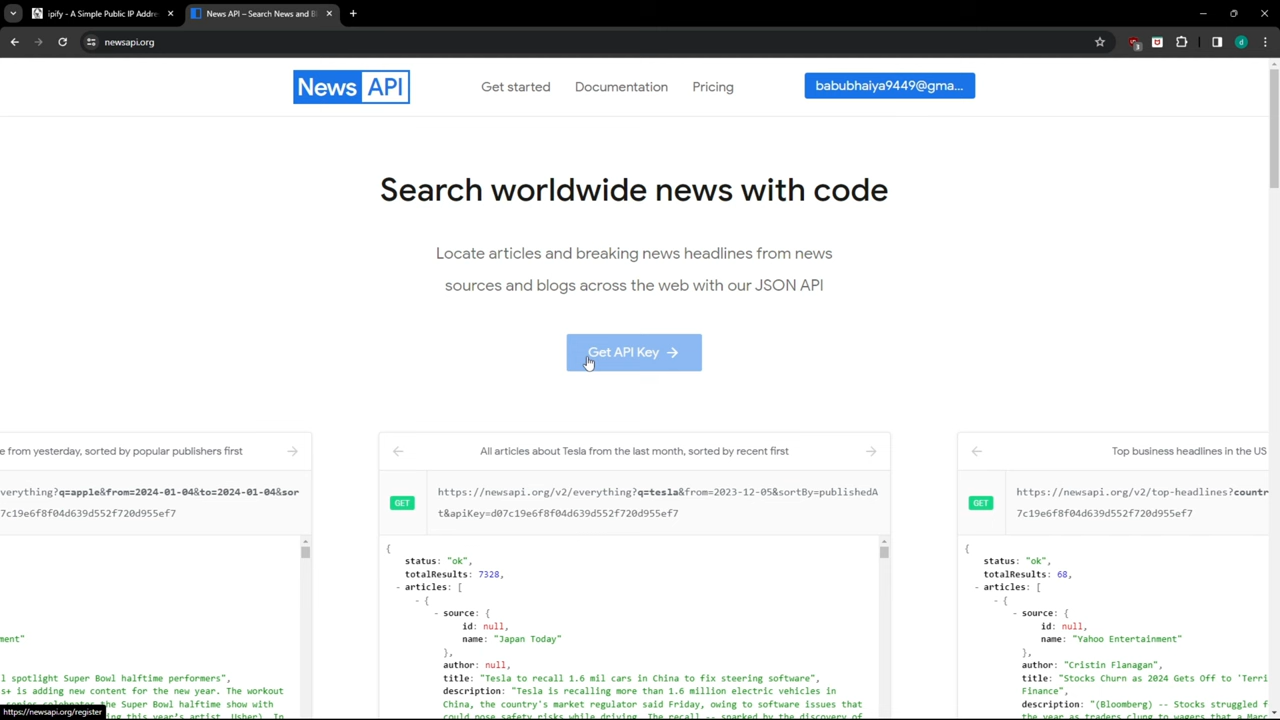 ipify - A Simple Public IP Addre
News API – Search News and Bl
newsapi.org
3
d
News API
Get started
Documentation
Pricing
babubhaiya9449@gma...
Search worldwide news with code
Locate articles and breaking news headlines from news
sources and blogs across the web with our JSON API
Get API Key →
e from yesterday, sorted by popular publishers first →
verything?q=apple&from=2024-01-04&to=2024-01-04&sor
7c19e6f8f04d639d552f720d955ef7
ment"
l spotlight Super Bowl halftime performers",
s+ is adding new content for the new year. The workout
← All articles about Tesla from the last month, sorted by recent first →
GET
https://newsapi.org/v2/everything?q=tesla&from=2023-12-05&sortBy=publishedA
t&apiKey=d07c19e6f8f04d639d552f720d955ef7
{
status: "ok",
totalResults: 7328,
- articles: [
- {
- source: {
id: null,
name: "Japan Today"
},
author: null,
title: "Tesla to recall 1.6 mil cars in China to fix steering software",
description: "Tesla is recalling more than 1.6 million electric vehicles in
China, the country's market regulator said Friday, owing to software issues that
← Top business headlines in the US
GET
https://newsapi.org/v2/top-headlines?countr
7c19e6f8f04d639d552f720d955ef7
{
status: "ok",
totalResults: 68,
- articles: [
- {
- source: {
id: null,
name: "Yahoo Entertainment"
},
author: "Cristin Flanagan",
title: "Stocks Churn as 2024 Gets Off to 'Terri
Finance",
description: "(Bloomberg) -- Stocks struggled f
https://newsapi.org/register